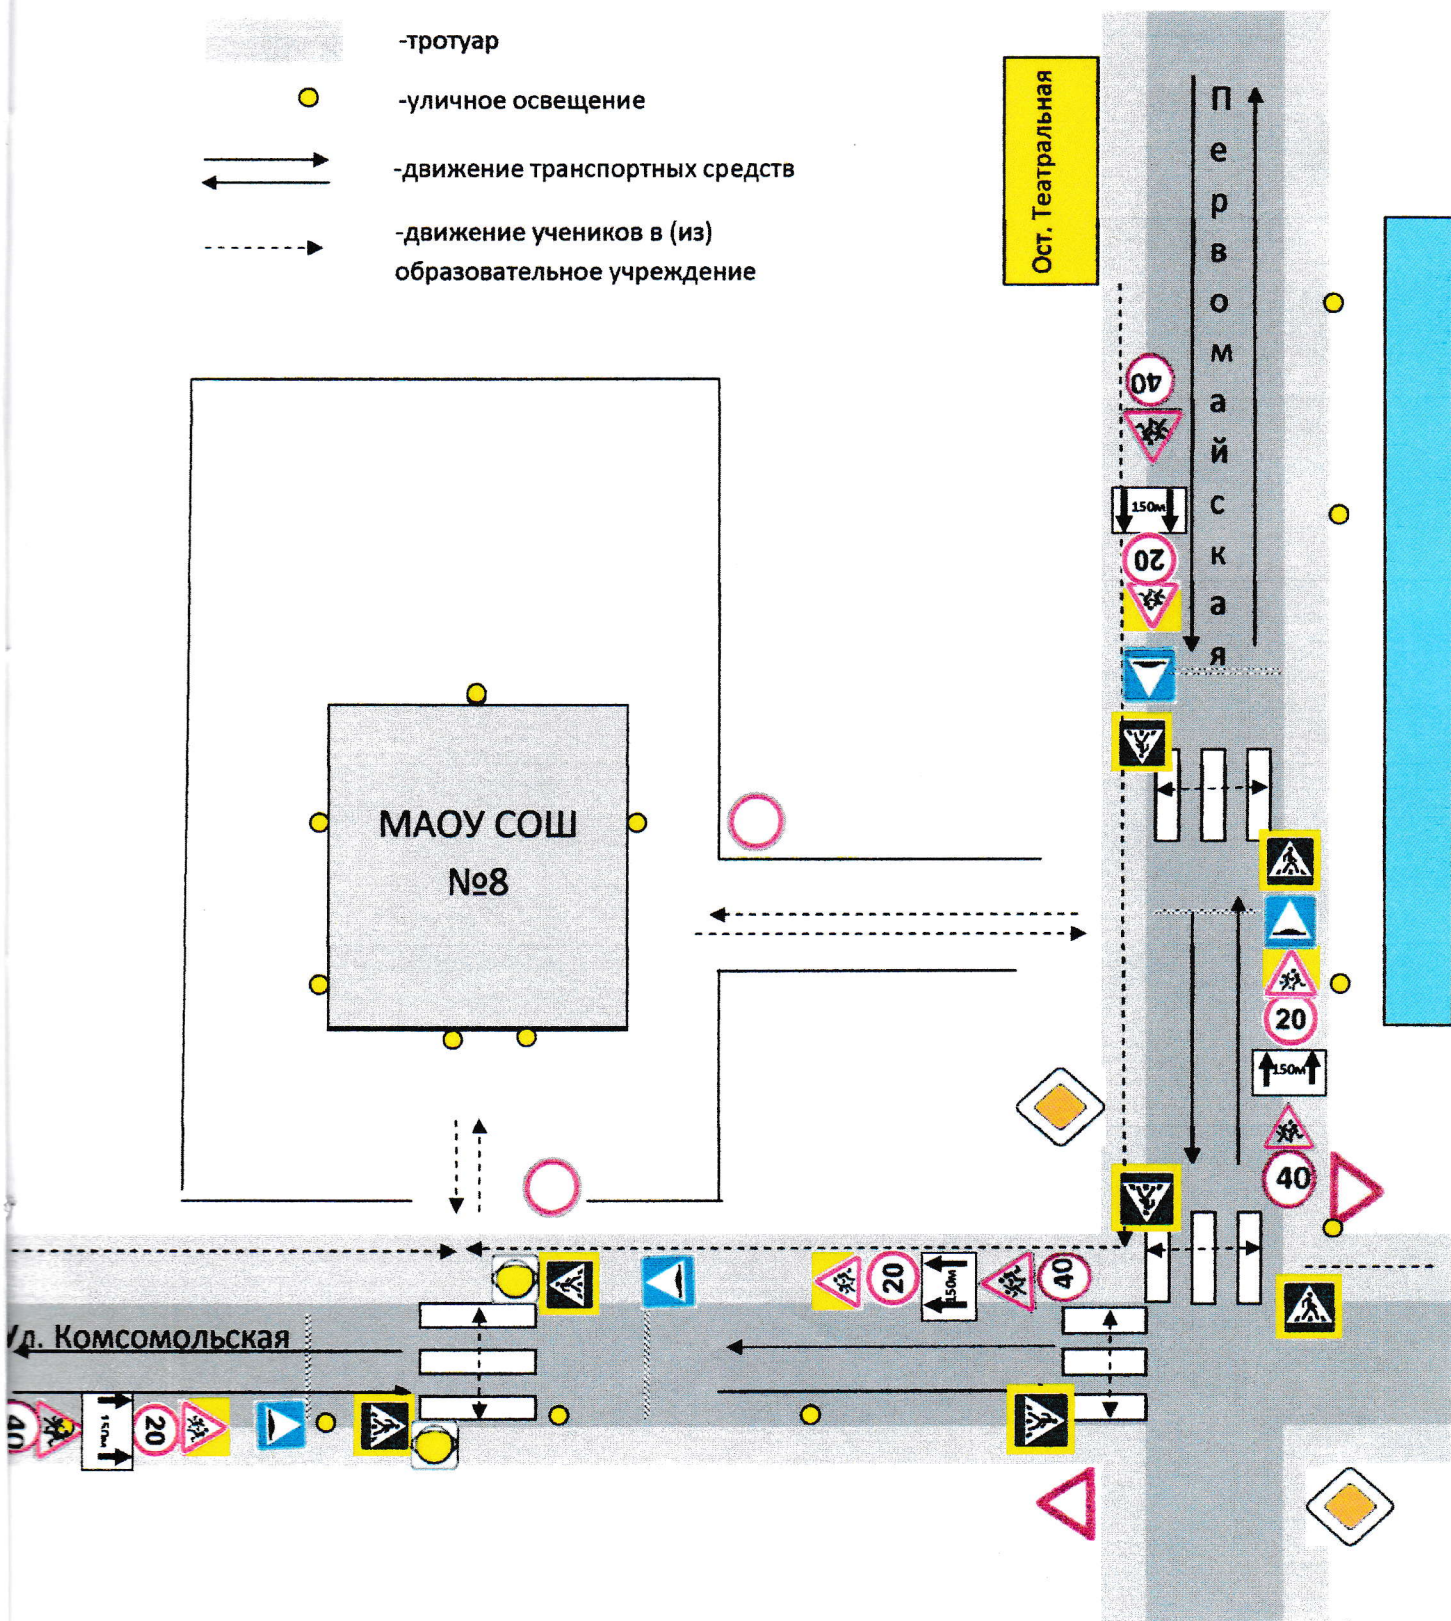 -тротуар
-уличное освещение
-движение транспортных средств
-движение учеников в (из)
образовательное учреждение
Ост. Театральная
Первомайская
40
150м
20
МАОУ СОШ
№8
20
150м
40
20
150м
40
Ул. Комсомольская
40
150м
20